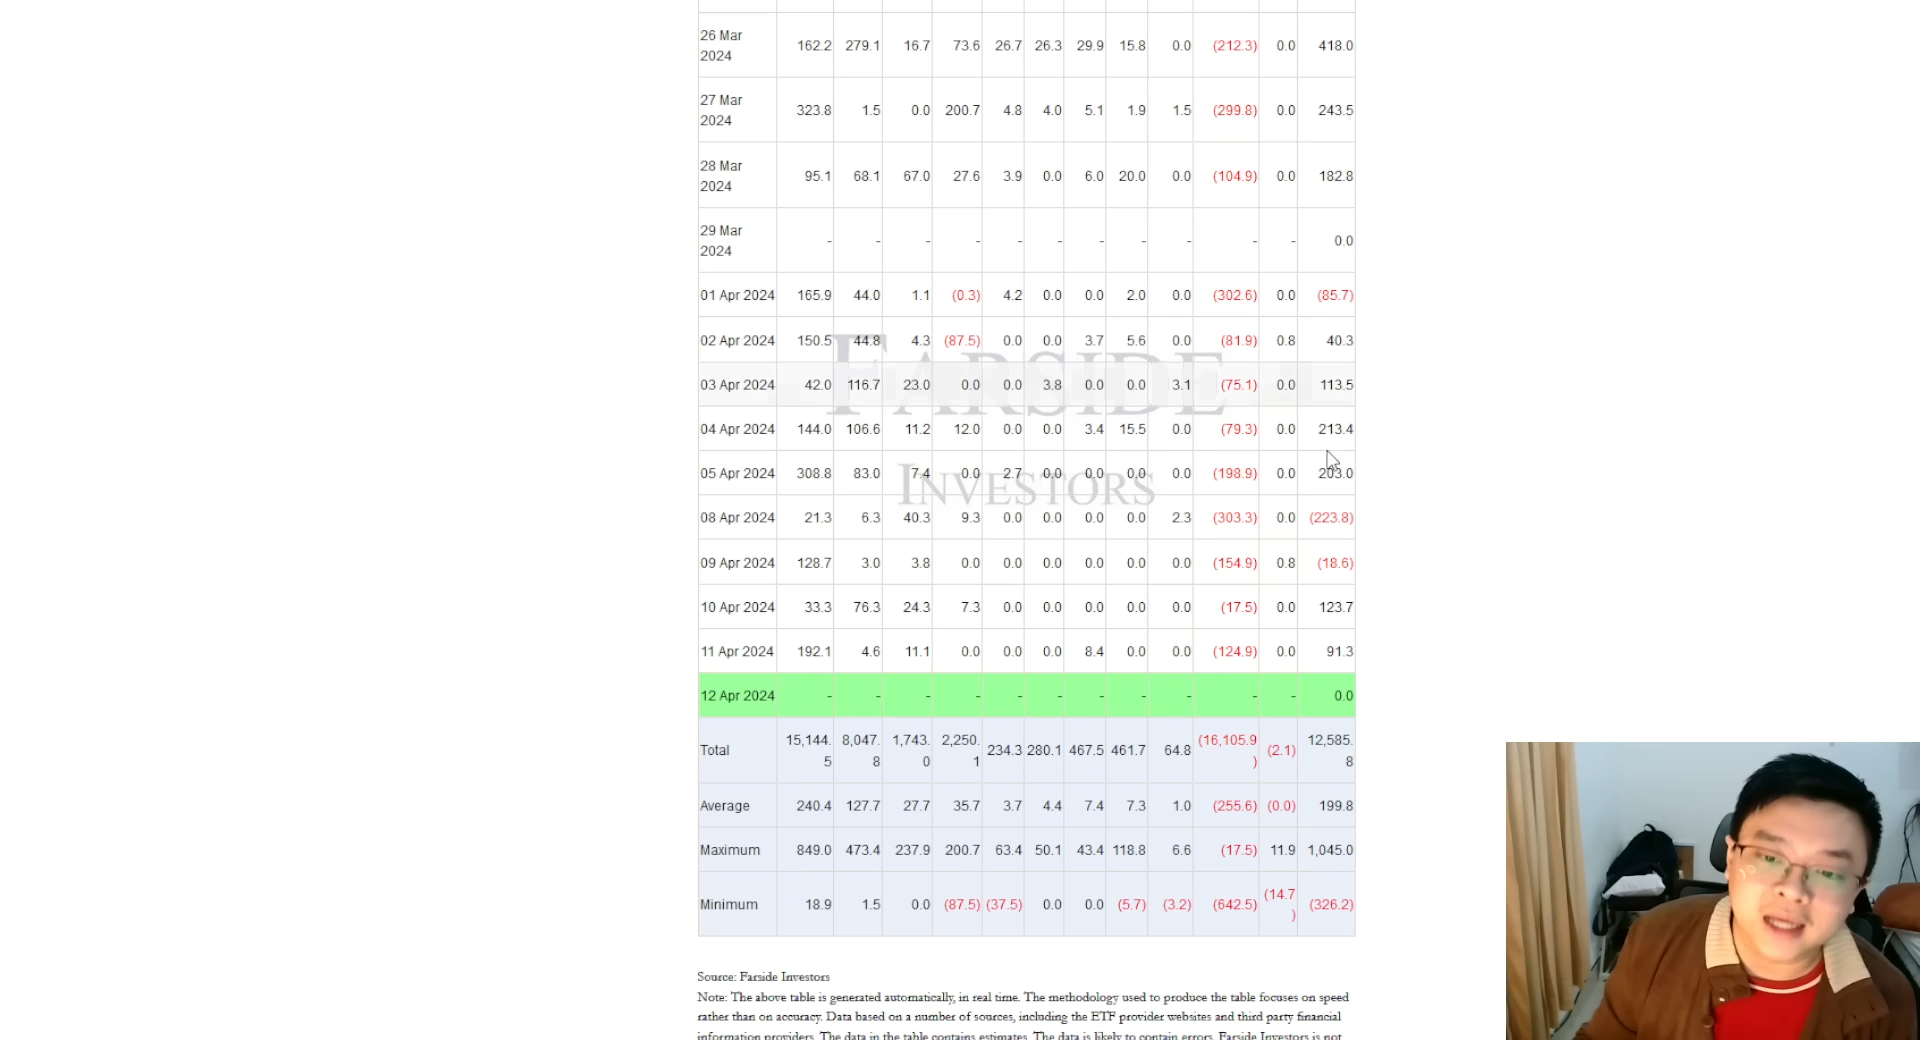 26 Mar
2024 162.2 279.1 16.7 73.6 26.7 26.3 29.9 15.8 0.0 (212.3) 0.0 418.0
27 Mar
2024 323.8 1.5 0.0 200.7 4.8 4.0 5.1 1.9 1.5 (299.8) 0.0 243.5
28 Mar
2024 95.1 68.1 67.0 27.6 3.9 0.0 6.0 20.0 0.0 (104.9) 0.0 182.8
29 Mar
2024 - - - - - - - - - - - 0.0
01 Apr 2024 165.9 44.0 1.1 (0.3) 4.2 0.0 0.0 2.0 0.0 (302.6) 0.0 (85.7)
02 Apr 2024 150.5 44.8 4.3 (87.5) 0.0 0.0 3.7 5.6 0.0 (81.9) 0.8 40.3
FARSIDE
03 Apr 2024 42.0 116.7 23.0 0.0 0.0 3.8 0.0 0.0 3.1 (75.1) 0.0 113.5
04 Apr 2024 144.0 106.6 11.2 12.0 0.0 0.0 3.4 15.5 0.0 (79.3) 0.0 213.4
05 Apr 2024 308.8 83.0 7.4 0.0 2.7 0.0 0.0 0.0 0.0 (198.9) 0.0 203.0
INVESTORS
08 Apr 2024 21.3 6.3 40.3 9.3 0.0 0.0 0.0 0.0 2.3 (303.3) 0.0 (223.8)
09 Apr 2024 128.7 3.0 3.8 0.0 0.0 0.0 0.0 0.0 0.0 (154.9) 0.8 (18.6)
10 Apr 2024 33.3 76.3 24.3 7.3 0.0 0.0 0.0 0.0 0.0 (17.5) 0.0 123.7
11 Apr 2024 192.1 4.6 11.1 0.0 0.0 0.0 8.4 0.0 0.0 (124.9) 0.0 91.3
12 Apr 2024 - - - - - - - - - - - 0.0
Total 15,144.5 8,047.8 1,743.0 2,250.1 234.3 280.1 467.5 461.7 64.8 (16,105.9) (2.1) 12,585.8
Average 240.4 127.7 27.7 35.7 3.7 4.4 7.4 7.3 1.0 (255.6) (0.0) 199.8
Maximum 849.0 473.4 237.9 200.7 63.4 50.1 43.4 118.8 6.6 (17.5) 11.9 1,045.0
Minimum 18.9 1.5 0.0 (87.5) (37.5) 0.0 0.0 (5.7) (3.2) (642.5) (14.7) (326.2)
Source: Farside Investors
Note: The above table is generated automatically, in real time. The methodology used to produce the table focuses on speed
rather than on accuracy. Data based on a number of sources, including the ETF provider websites and third party financial
information providers. The data in the table contains estimates. The data is likely to contain errors. Farside Investors is not